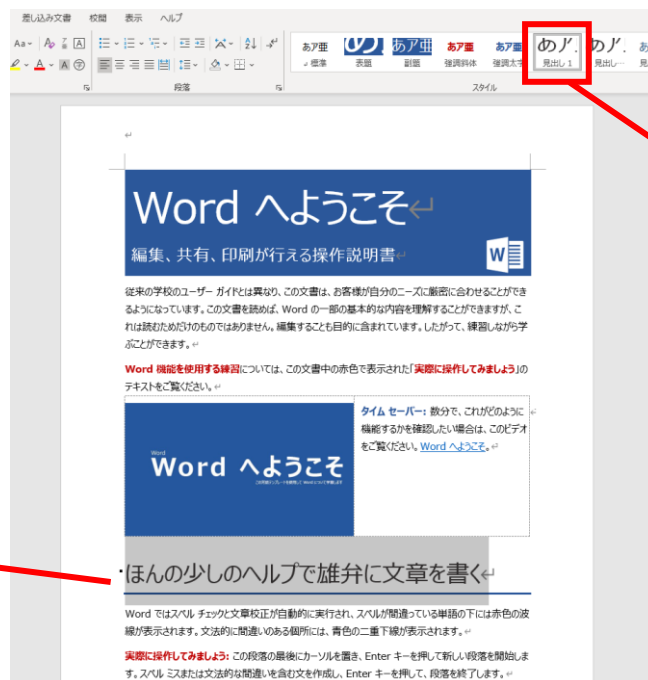 差し込み文書 校閲 表示 ヘルプ
Aa
あア亜 あア亜 あア亜 あア亜
標準 表題 副題 強調斜体 強調太字 見出し 1 見出し…
段落 スタイル
Word へようこそ
編集、共有、印刷が行える操作説明書
W
従来の学校のユーザー ガイドとは異なり、この文書は、お客様が自分のニーズに厳密に合わせることができ
るようになっています。この文書を読めば、Word の一部の基本的な内容を理解することができますが、こ
れは読むためだけのものではありません。編集することも目的に含まれています。したがって、練習しながら学
ぶことができます。
Word 機能を使用する練習については、この文書中の赤色で表示された「実際に操作してみましょう」の
テキストをご覧ください。
タイム セーバー: 数分で、これがどのように
機能するかを確認したい場合は、このビデオ
をご覧ください。Word へようこそ。
Word
Word へようこそ
ほんの少しのヘルプで雄弁に文章を書く
Word ではスペル チェックと文章校正が自動的に実行され、スペルが間違っている単語の下には赤色の波
線が表示されます。文法的に間違いのある個所には、青色の二重下線が表示されます。
実際に操作してみましょう: この段落の最後にカーソルを置き、Enter キーを押して新しい段落を開始しま
す。スペル ミスまたは文法的な間違いを含む文を作成し、Enter キーを押して、段落を終了します。